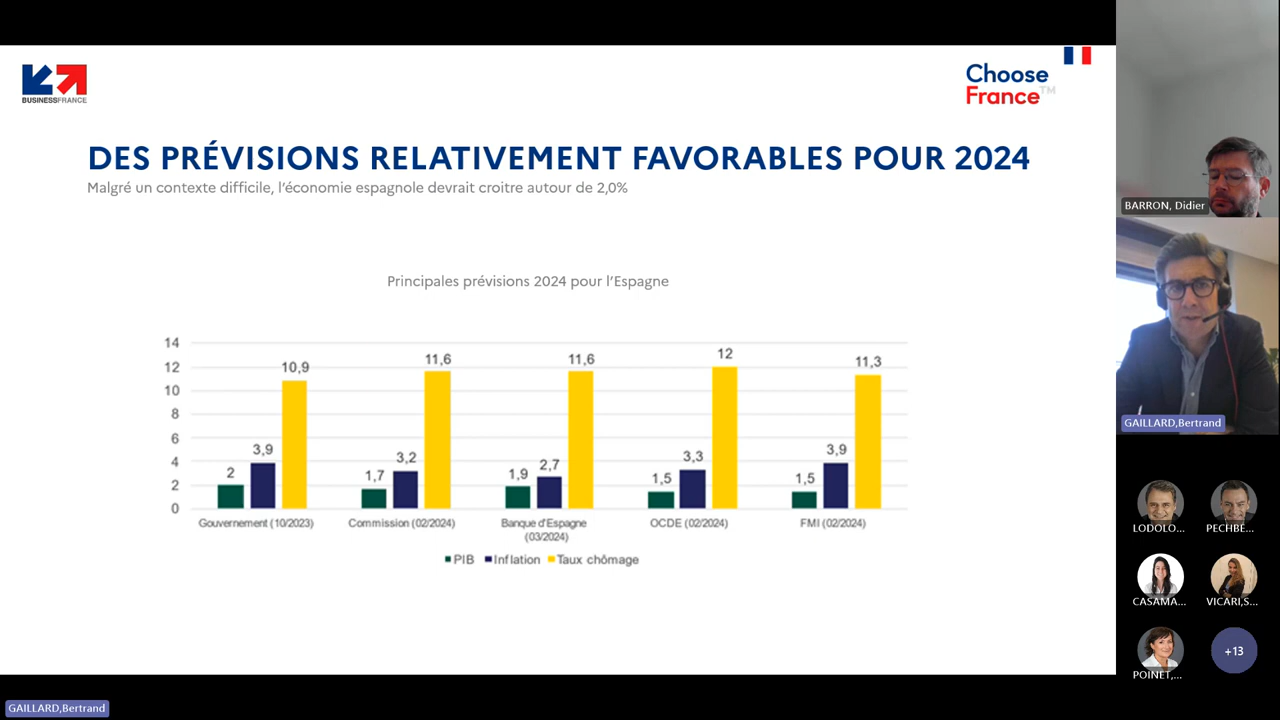 BUSINESSFRANCE
Choose
France™
DES PRÉVISIONS RELATIVEMENT FAVORABLES POUR 2024
Malgré un contexte difficile, l'économie espagnole devrait croitre autour de 2,0%
Principales prévisions 2024 pour l'Espagne
14
12
10
8
6
4
2
0
2 3,9 10,9
1,7 3,2 11,6
1,9 2,7 11,6
1,5 3,3 12
1,5 3,9 11,3
Gouvernement (10/2023)
Commission (02/2024)
Banque d'Espagne
(03/2024)
OCDE (02/2024)
FMI (02/2024)
PIB Inflation Taux chômage
BARRON, Didier
GAILLARD,Bertrand
LODOLO...
PECHBE...
CASAMA...
VICARI,S...
POINET,...
+13
GAILLARD,Bertrand